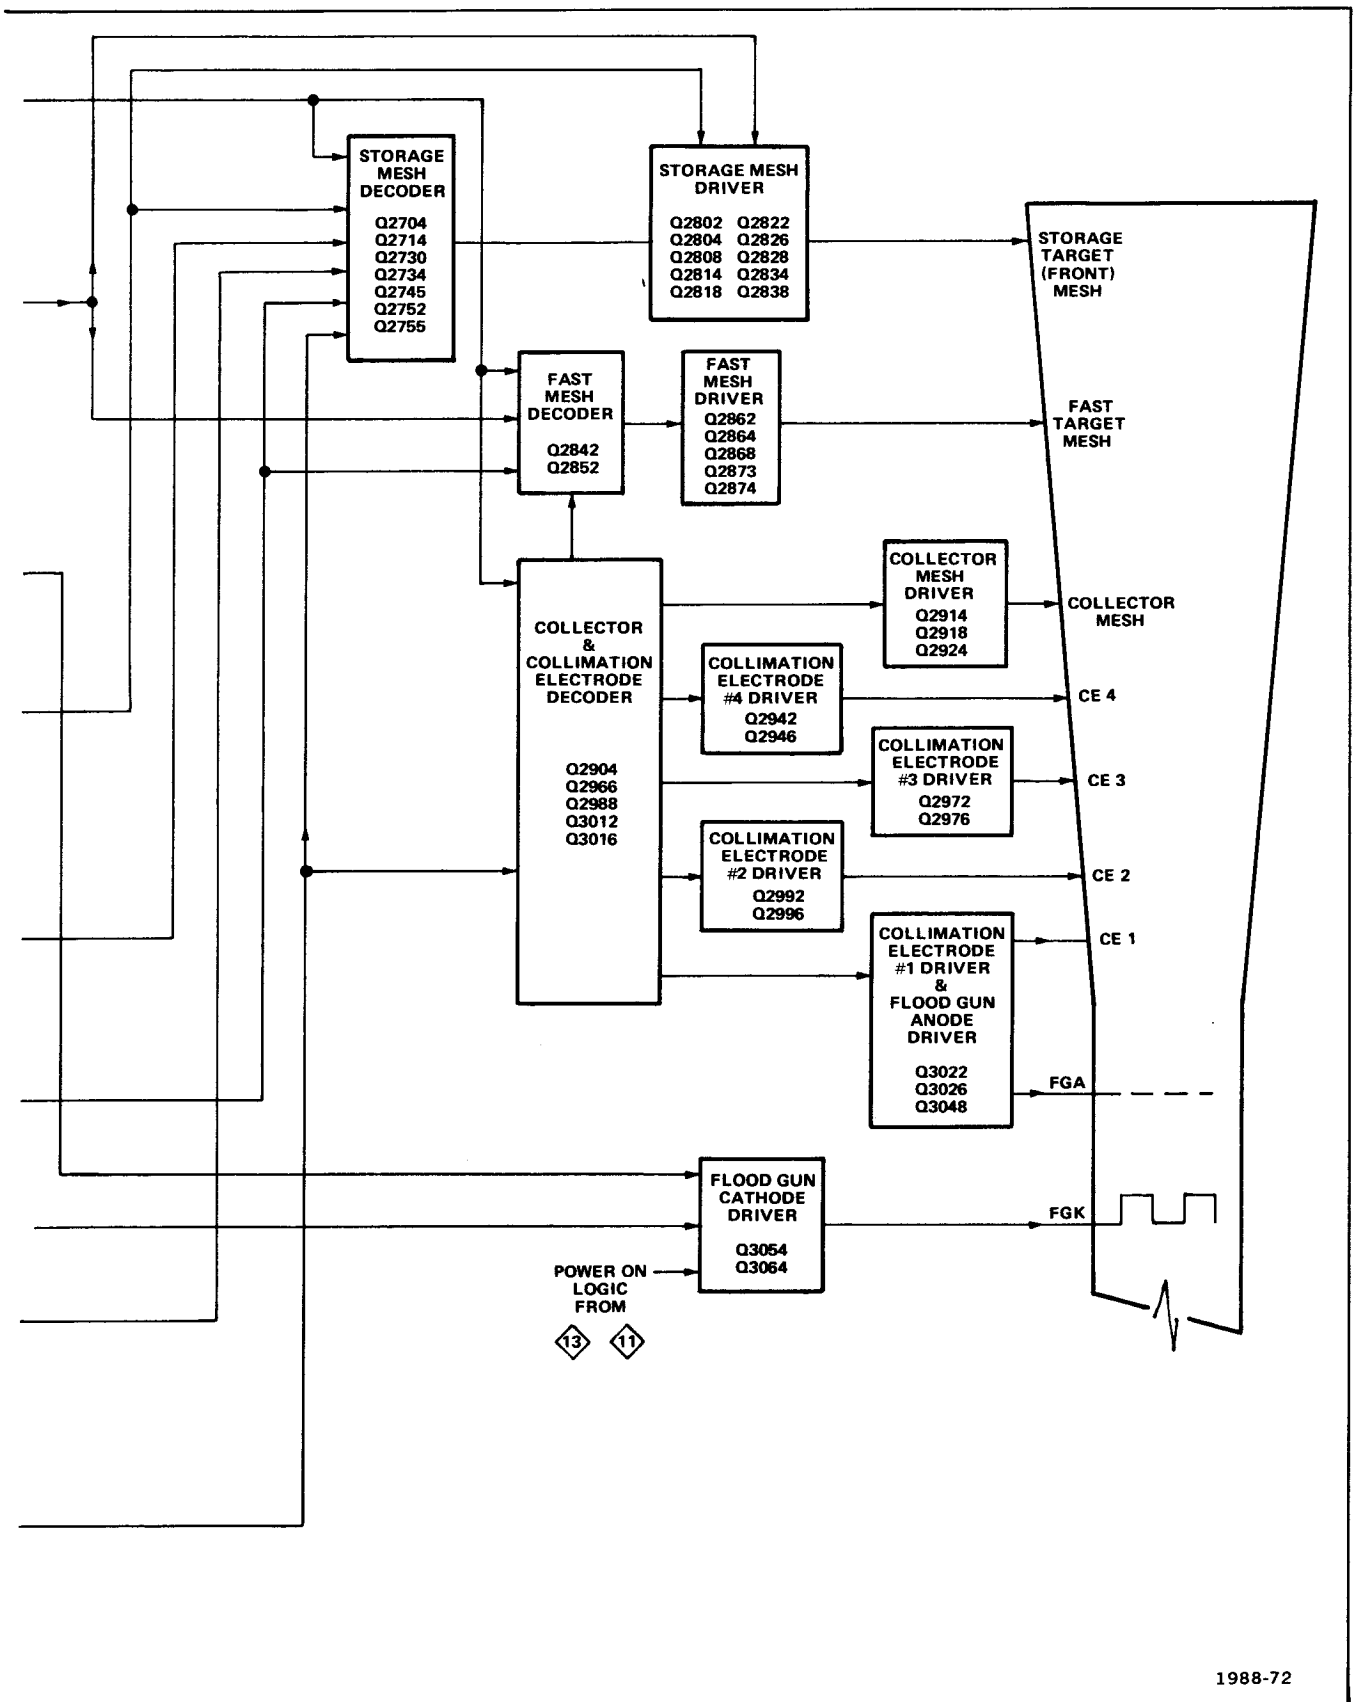 STORAGE
MESH
DECODER
Q2704
Q2714
Q2730
Q2734
Q2745
Q2752
Q2755
STORAGE MESH
DRIVER
Q2802 Q2822
Q2804 Q2826
Q2808 Q2828
Q2814 Q2834
Q2818 Q2838
STORAGE
TARGET
(FRONT)
MESH
FAST
MESH
DECODER
Q2842
Q2852
FAST
MESH
DRIVER
Q2862
Q2864
Q2868
Q2873
Q2874
FAST
TARGET
MESH
COLLECTOR
&
COLLIMATION
ELECTRODE
DECODER
Q2904
Q2966
Q2988
Q3012
Q3016
COLLECTOR
MESH
DRIVER
Q2914
Q2918
Q2924
COLLECTOR
MESH
COLLIMATION
ELECTRODE
#4 DRIVER
Q2942
Q2946
CE 4
COLLIMATION
ELECTRODE
#3 DRIVER
Q2972
Q2976
CE 3
COLLIMATION
ELECTRODE
#2 DRIVER
Q2992
Q2996
CE 2
COLLIMATION
ELECTRODE
#1 DRIVER
&
FLOOD GUN
ANODE
DRIVER
Q3022
Q3026
Q3048
CE 1
FGA
FLOOD GUN
CATHODE
DRIVER
Q3054
Q3064
FGK
POWER ON
LOGIC
FROM
13 11
1988-72